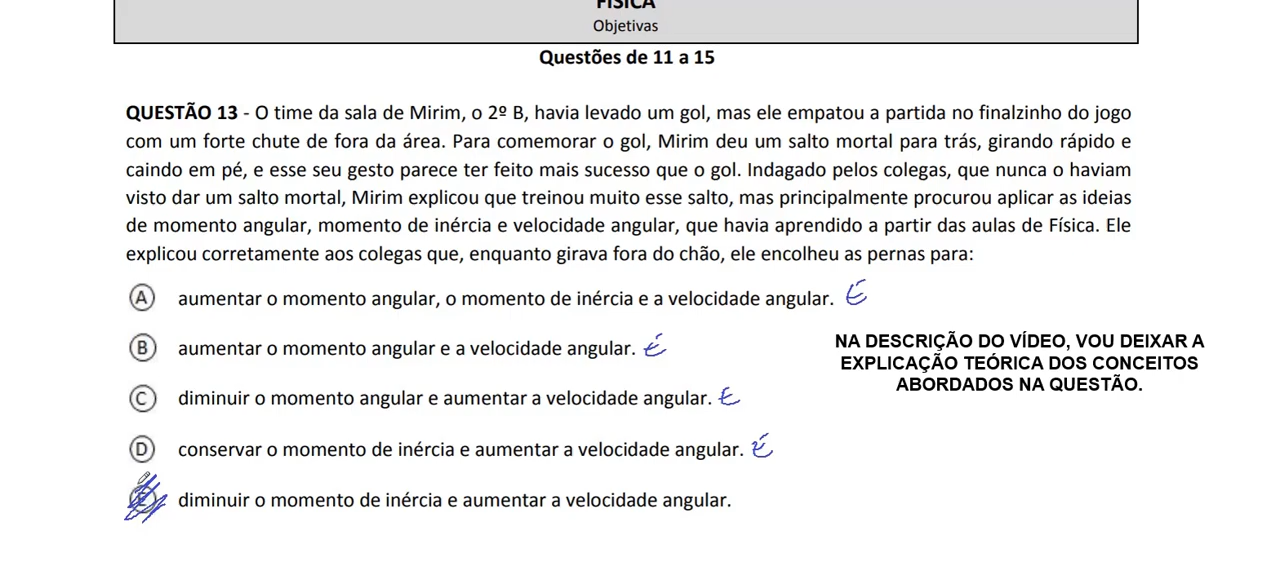 FÍSICA
Objetivas
Questões de 11 a 15
QUESTÃO 13 - O time da sala de Mirim, o 2º B, havia levado um gol, mas ele empatou a partida no finalzinho do jogo
com um forte chute de fora da área. Para comemorar o gol, Mirim deu um salto mortal para trás, girando rápido e
caindo em pé, e esse seu gesto parece ter feito mais sucesso que o gol. Indagado pelos colegas, que nunca o haviam
visto dar um salto mortal, Mirim explicou que treinou muito esse salto, mas principalmente procurou aplicar as ideias
de momento angular, momento de inércia e velocidade angular, que havia aprendido a partir das aulas de Física. Ele
explicou corretamente aos colegas que, enquanto girava fora do chão, ele encolheu as pernas para:
A aumentar o momento angular, o momento de inércia e a velocidade angular. É
B aumentar o momento angular e a velocidade angular. É
C diminuir o momento angular e aumentar a velocidade angular. E
D conservar o momento de inércia e aumentar a velocidade angular. É
E diminuir o momento de inércia e aumentar a velocidade angular.
NA DESCRIÇÃO DO VÍDEO, VOU DEIXAR A
EXPLICAÇÃO TEÓRICA DOS CONCEITOS
ABORDADOS NA QUESTÃO.